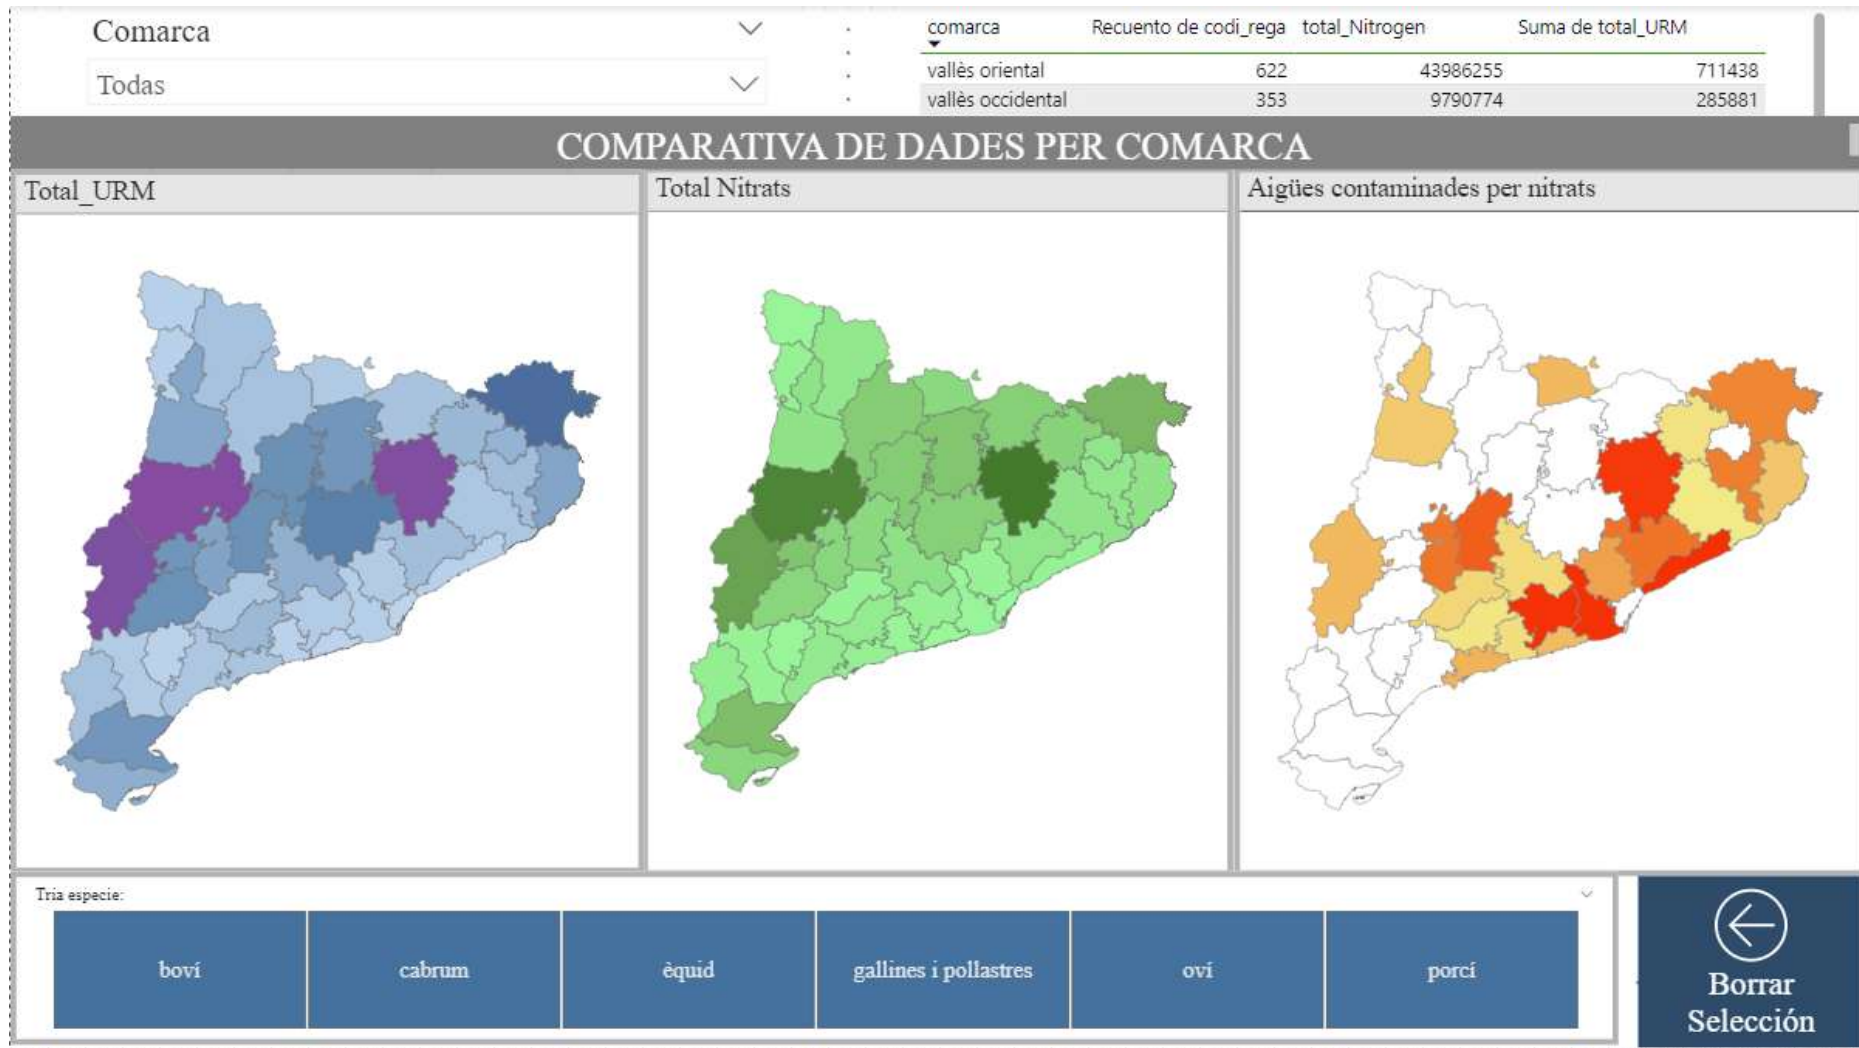 Comarca
Todas
comarca Recuento de codi_rega total_Nitrogen Suma de total_URM
vallès oriental 622 43986255 711438
vallès occidental 353 9790774 285881
COMPARATIVA DE DADES PER COMARCA
Total_URM
Total Nitrats
Aigües contaminades per nitrats
Tria especie:
boví
cabrum
èquid
gallines i pollastres
oví
porcí
Borrar
Selección